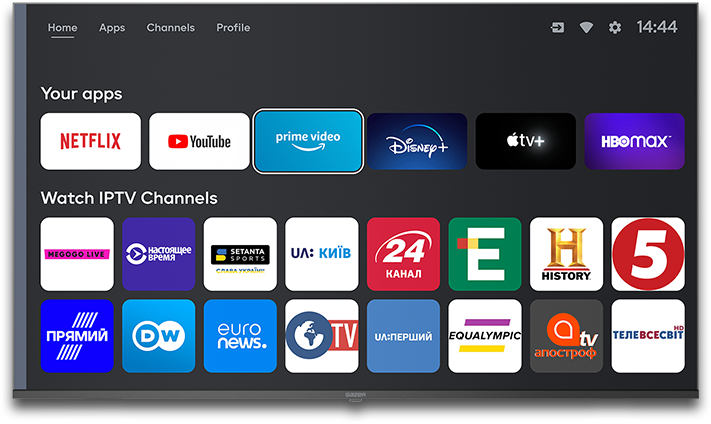 Home Apps Channels Profile 14:44
Your apps
NETFLIX YouTube prime video Disney+ tv+ HBOmax
Watch IPTV Channels
MEGOGO LIVE
НАСТОЯЩЕЕ
ВРЕМЯ
SETANTA
SPORTS
СЛАВА УКРАЇНІ!
UA: КИЇВ
24
КАНАЛ
E
H
HISTORY
5
ПРЯМИЙ
DW
euro
news.
TV
UA:ПЕРШИЙ
EQUALYMPIC
tv
апостроф
HD
ТЕЛЕВСЕСВІТ
GAZER